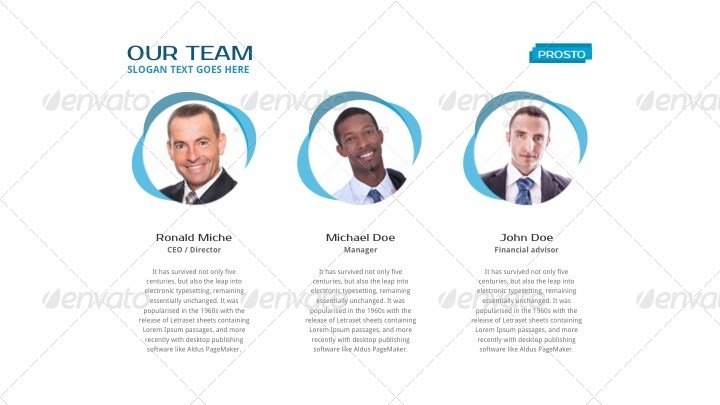 OUR TEAM
SLOGAN TEXT GOES HERE
PROSTO
envato envato envato envato
Ronald Miche
CEO / Director
It has survived not only five
centuries, but also the leap into
electronic typesetting, remaining
essentially unchanged. It was
popularised in the 1960s with the
release of Letraset sheets containing
Lorem Ipsum passages, and more
recently with desktop publishing
software like Aldus PageMaker.
Michael Doe
Manager
It has survived not only five
centuries, but also the leap into
electronic typesetting, remaining
essentially unchanged. It was
popularised in the 1960s with the
release of Letraset sheets containing
Lorem Ipsum passages, and more
recently with desktop publishing
software like Aldus PageMaker.
John Doe
Financial advisor
It has survived not only five
centuries, but also the leap into
electronic typesetting, remaining
essentially unchanged. It was
popularised in the 1960s with the
release of Letraset sheets containing
Lorem Ipsum passages, and more
recently with desktop publishing
software like Aldus PageMaker.
envato envato envato envato